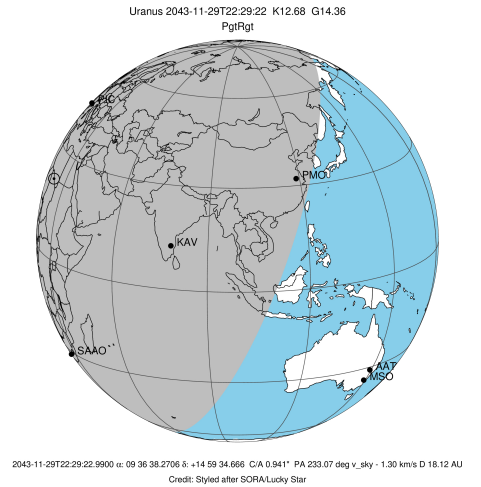 Uranus 2043-11-29T22:29:22 K12.68 G14.36
PgtRgt
PIC
PMO
KAV
SAAO
AAT
MSO
2043-11-29T22:29:22.9900 α: 09 36 38.2706 δ: +14 59 34.666 C/A 0.941" PA 233.07 deg v_sky - 1.30 km/s D 18.12 AU
Credit: Styled after SORA/Lucky Star